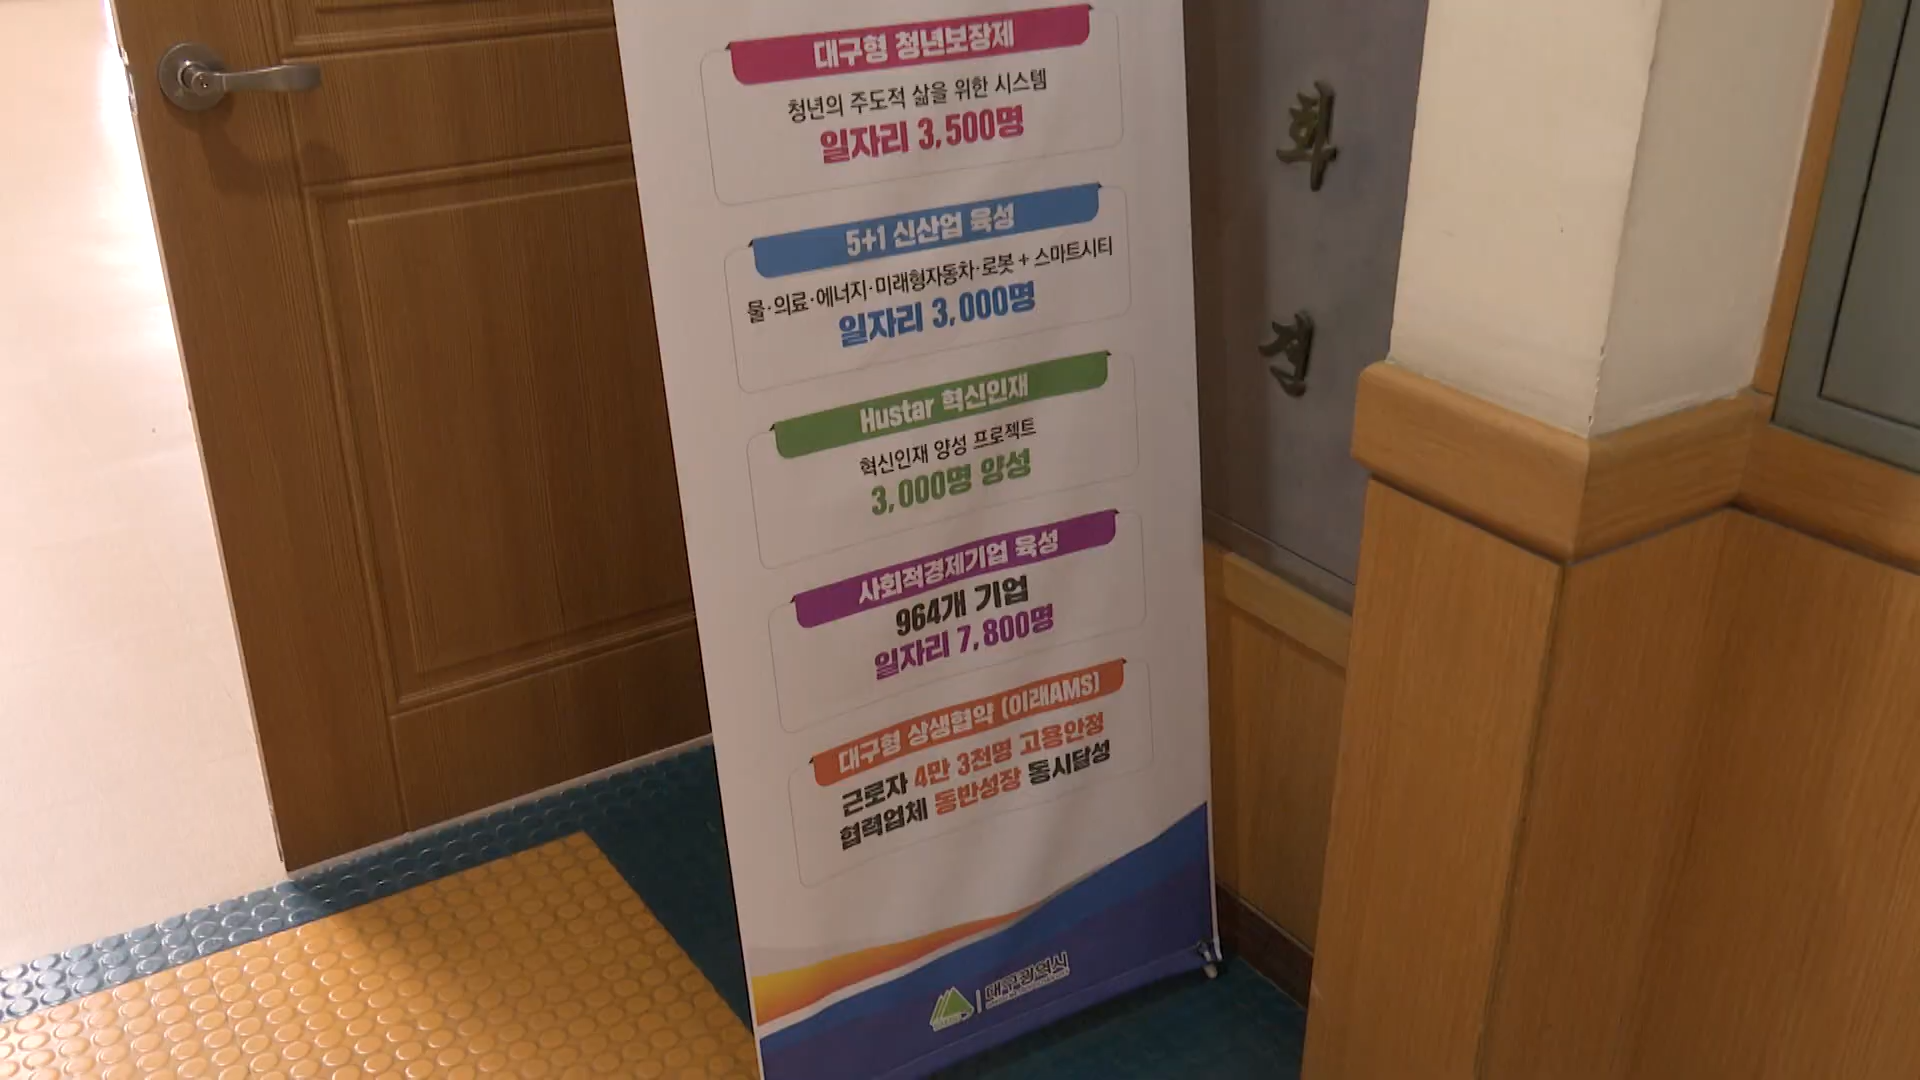 대구형 청년보장제
청년의 주도적 삶을 위한 시스템
일자리 3,500명
5+1 신산업 육성
물·의료·에너지·미래형자동차·로봇 + 스마트시티
일자리 3,000명
Hustar 혁신인재
혁신인재 양성 프로젝트
3,000명 양성
사회적경제기업 육성
964개 기업
일자리 7,800명
대구형 상생협약 (이래AMS)
근로자 4만 3천명 고용안정
협력업체 동반성장 동시달성
대구광역시